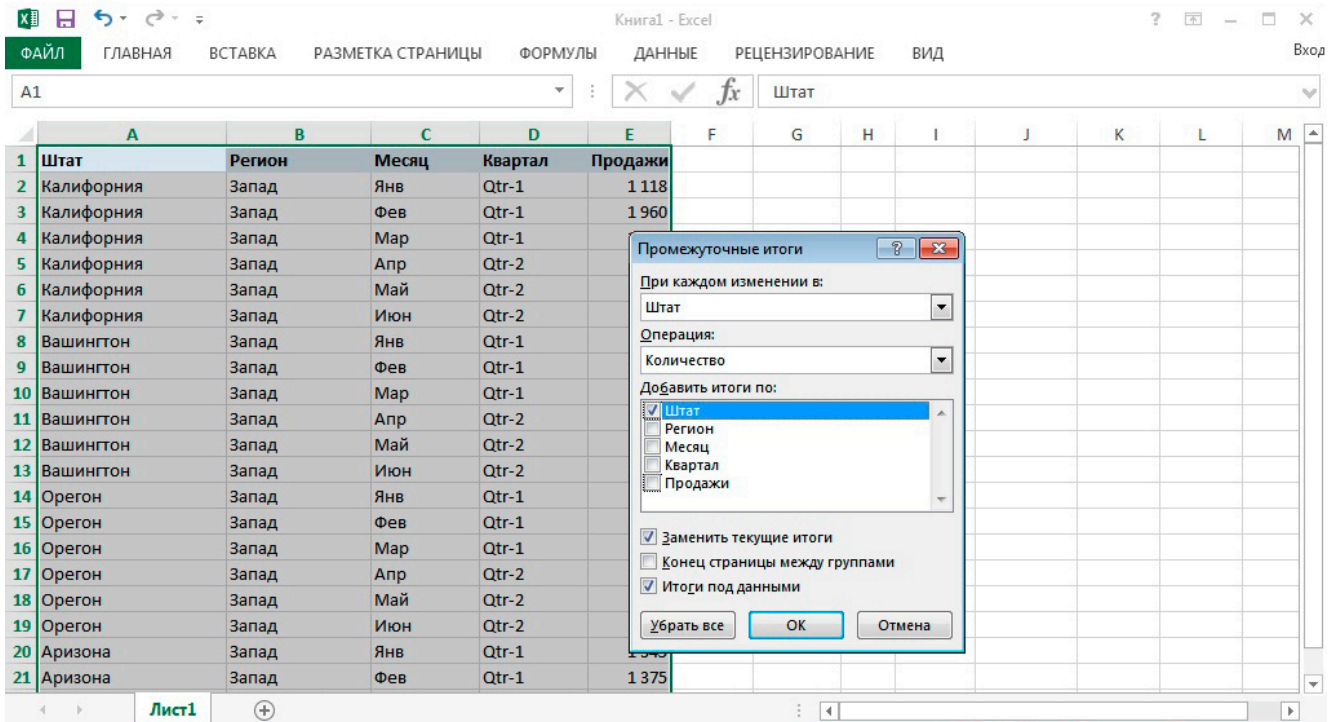 Книга1 - Excel
ФАЙЛ ГЛАВНАЯ ВСТАВКА РАЗМЕТКА СТРАНИЦЫ ФОРМУЛЫ ДАННЫЕ РЕЦЕНЗИРОВАНИЕ ВИД Вход
A1 fx Штат
A B C D E F G H I J K L M
1 Штат Регион Месяц Квартал Продажи
2 Калифорния Запад Янв Qtr-1 1 118
3 Калифорния Запад Фев Qtr-1 1 960
4 Калифорния Запад Мар Qtr-1
5 Калифорния Запад Апр Qtr-2
6 Калифорния Запад Май Qtr-2
7 Калифорния Запад Июн Qtr-2
8 Вашингтон Запад Янв Qtr-1
9 Вашингтон Запад Фев Qtr-1
10 Вашингтон Запад Мар Qtr-1
11 Вашингтон Запад Апр Qtr-2
12 Вашингтон Запад Май Qtr-2
13 Вашингтон Запад Июн Qtr-2
14 Орегон Запад Янв Qtr-1
15 Орегон Запад Фев Qtr-1
16 Орегон Запад Мар Qtr-1
17 Орегон Запад Апр Qtr-2
18 Орегон Запад Май Qtr-2
19 Орегон Запад Июн Qtr-2
20 Аризона Запад Янв Qtr-1
21 Аризона Запад Фев Qtr-1 1 375
Промежуточные итоги
При каждом изменении в:
Штат
Операция:
Количество
Добавить итоги по:
Штат
Регион
Месяц
Квартал
Продажи
Заменить текущие итоги
Конец страницы между группами
Итоги под данными
Убрать все ОК Отмена
Лист1